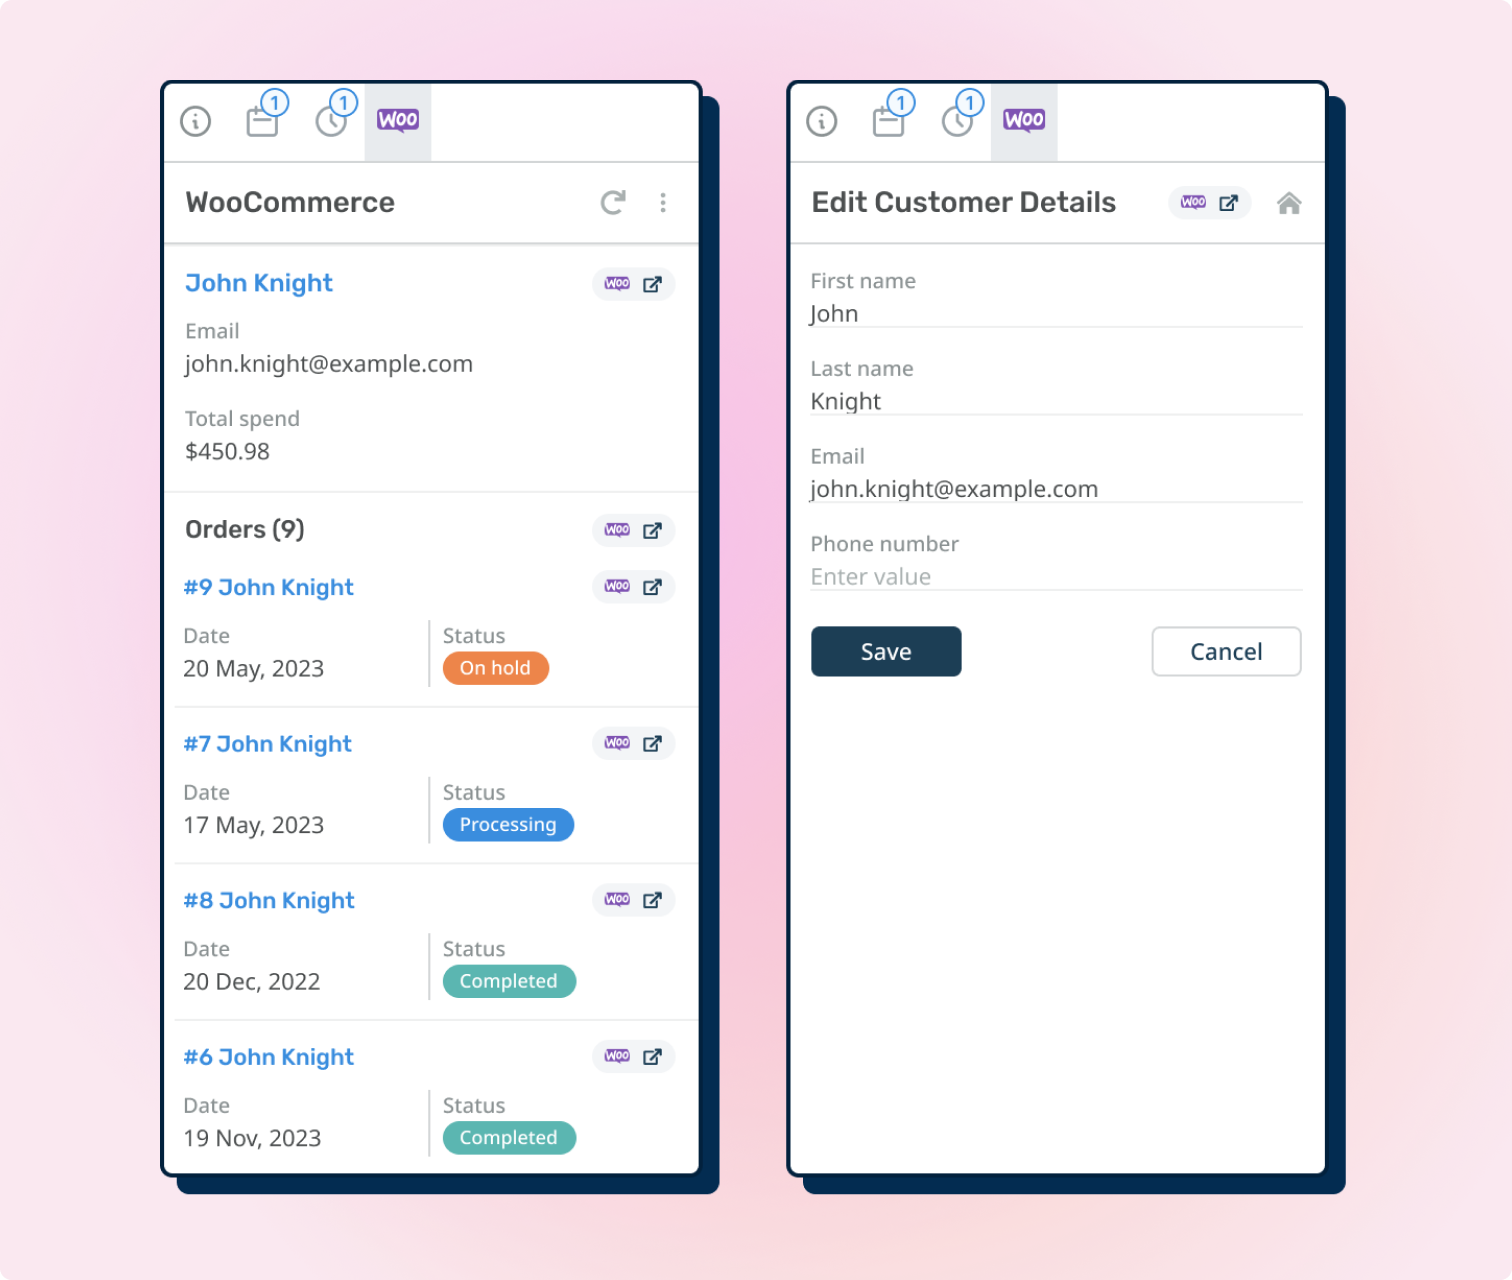 1
1
Woo
WooCommerce
John Knight
Woo
Email
john.knight@example.com
Total spend
$450.98
Orders (9)
Woo
#9 John Knight
Woo
Date
Status
20 May, 2023
On hold
#7 John Knight
Woo
Date
Status
17 May, 2023
Processing
#8 John Knight
Woo
Date
Status
20 Dec, 2022
Completed
#6 John Knight
Woo
Date
Status
19 Nov, 2023
Completed
1
1
Woo
Edit Customer Details
Woo
First name
John
Last name
Knight
Email
john.knight@example.com
Phone number
Enter value
Save
Cancel